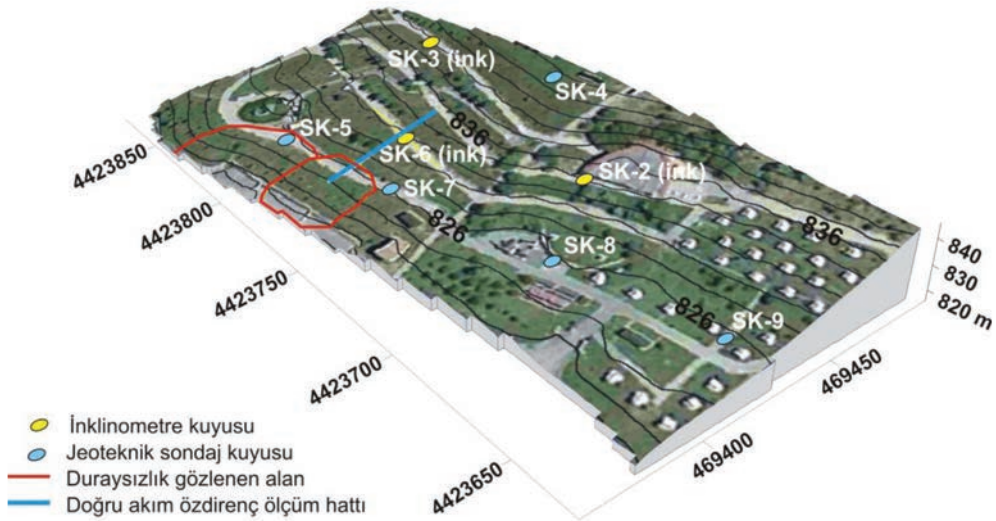 SK-3 (ink)
SK-4
836
SK-5
SK-6 (ink)
SK-2 (ink)
SK-7
826
836
SK-8
826
SK-9
4423850
4423800
4423750
4423700
4423650
840
830
820 m
469450
469400
İnklinometre kuyusu
Jeoteknik sondaj kuyusu
Duraysızlık gözlenen alan
Doğru akım özdirenç ölçüm hattı